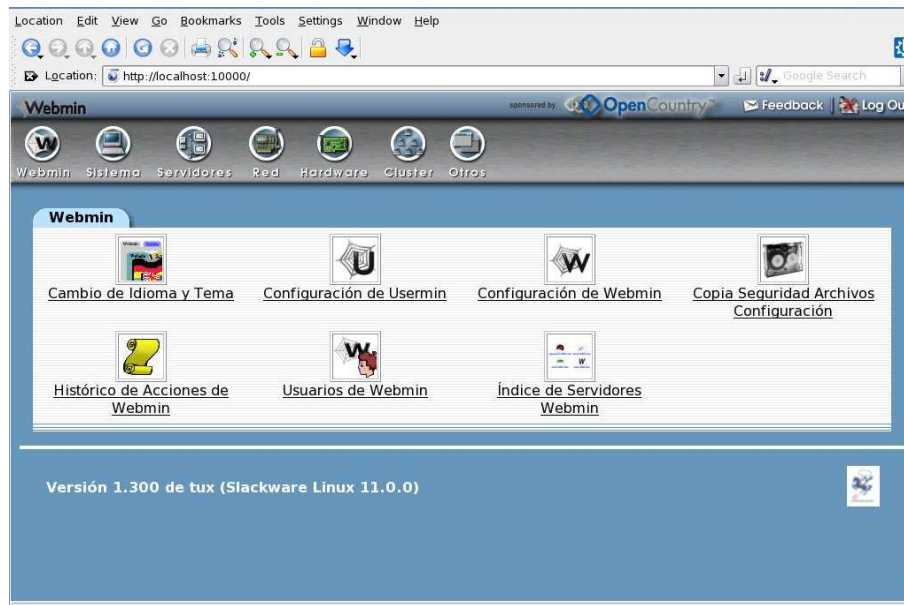 Location Edit View Go Bookmarks Tools Settings Window Help
Location: http://localhost:10000/ Google Search
Webmin sponsored by OpenCountry Feedback Log Ou
Webmin Sistema Servidores Red Hardware Cluster Otros
Webmin
Cambio de Idioma y Tema Configuración de Usermin Configuración de Webmin Copia Seguridad Archivos
Configuración
Histórico de Acciones de Usuarios de Webmin Índice de Servidores
Webmin Webmin
Versión 1.300 de tux (Slackware Linux 11.0.0)